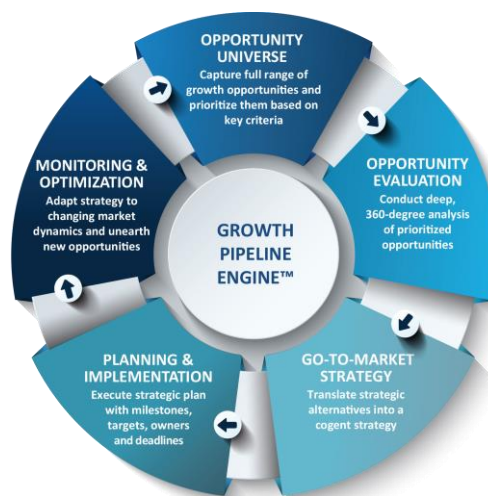 OPPORTUNITY
UNIVERSE
Capture full range of
growth opportunities and
prioritize them based on
key criteria
OPPORTUNITY
EVALUATION
Conduct deep,
360-degree analysis
of prioritized
opportunities
GO-TO-MARKET
STRATEGY
Translate strategic
alternatives into a
cogent strategy
PLANNING &
IMPLEMENTATION
Execute strategic plan
with milestones,
targets, owners
and deadlines
MONITORING &
OPTIMIZATION
Adapt strategy to
changing market
dynamics and unearth
new opportunities
GROWTH
PIPELINE
ENGINE™